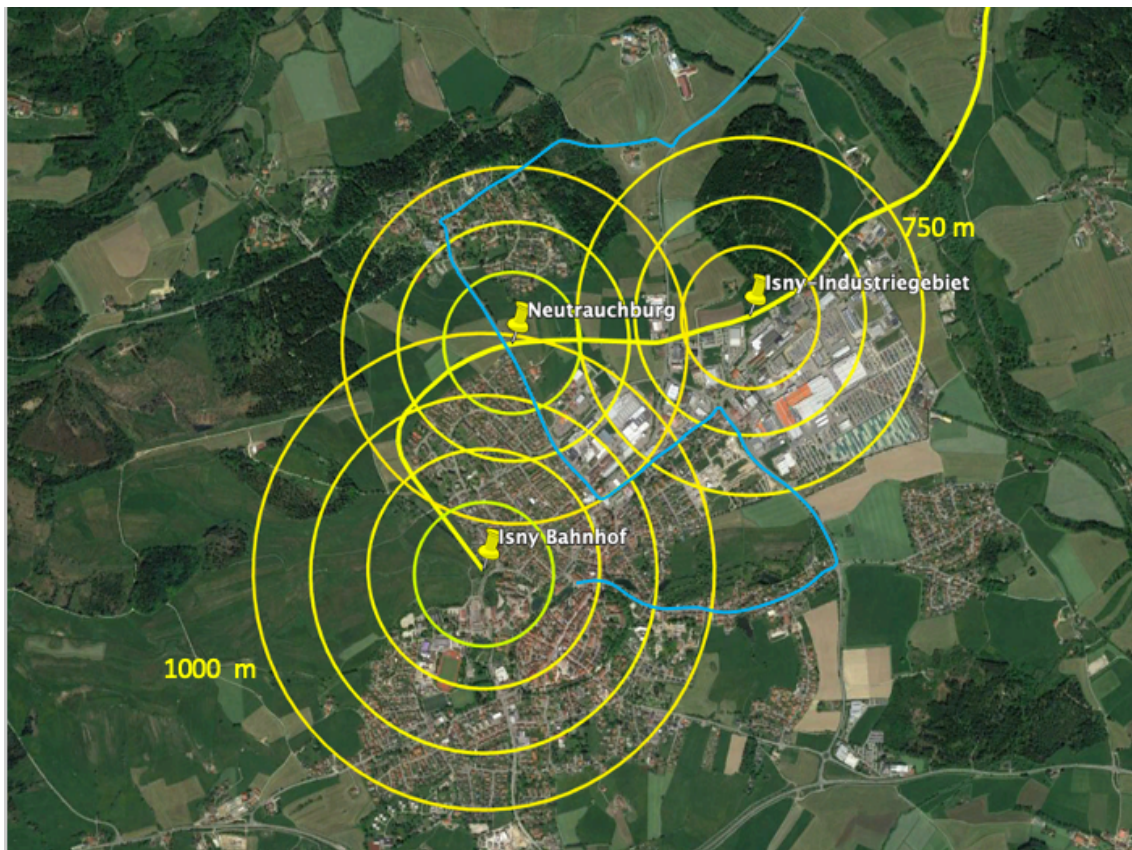 750 m
Isny-Industriegebiet
Neutrauchburg
Isny Bahnhof
1000 m